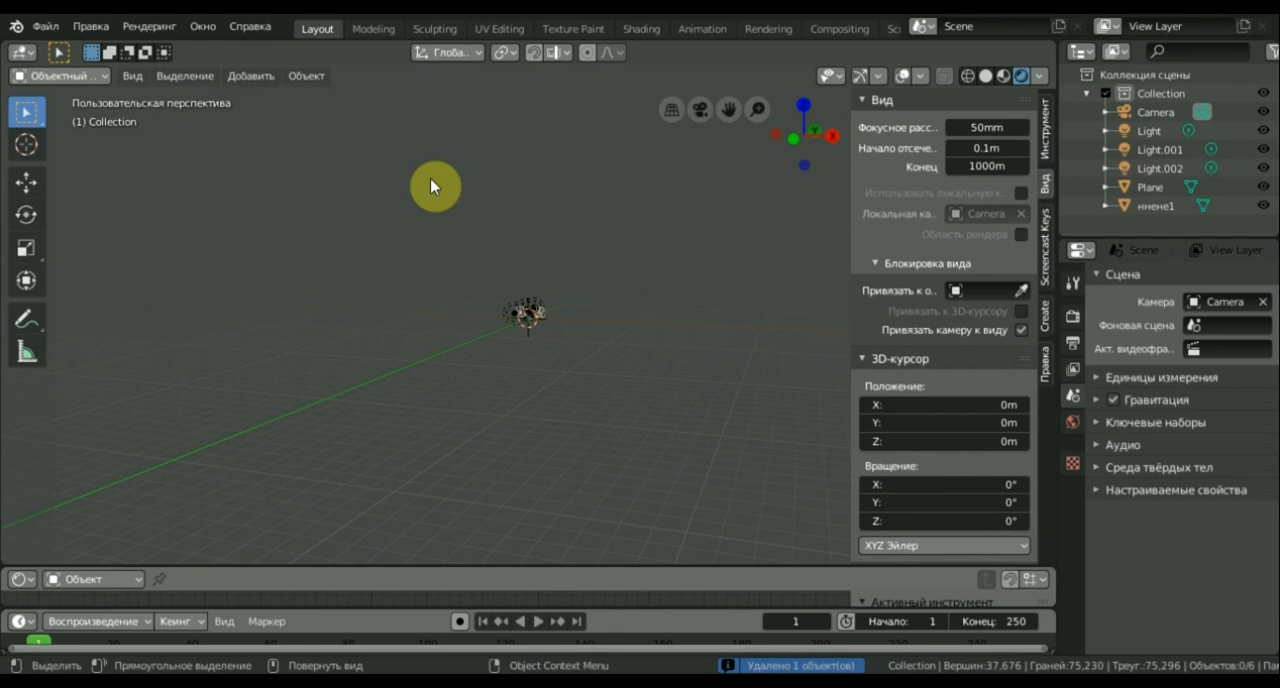 Файл Правка Рендеринг Окно Справка Layout Modeling Sculpting UV Editing Texture Paint Shading Animation Rendering Compositing Sc Scene View Layer
Глоба..
Объектный .. Вид Выделение Добавить Объект
Пользовательская перспектива
(1) Collection
X
Y
Вид
Фокусное расс.. 50mm
Начало отсече.. 0.1m
Конец 1000m
Использовать локальную к..
Локальная ка.. Camera
Область рендера
Блокировка вида
Привязать к о..
Привязать к 3D-курсору
Привязать камеру к виду
3D-курсор
Положение:
X: 0m
Y: 0m
Z: 0m
Вращение:
X: 0°
Y: 0°
Z: 0°
XYZ Эйлер
Активный инструмент
Инструмент
Вид
Screencast Keys
Create
Правка
Коллекция сцены
Collection
Camera
Light
Light.001
Light.002
Plane
ннене1
Scene View Layer
Сцена
Камера Camera
Фоновая сцена
Акт. видеофра..
Единицы измерения
Гравитация
Ключевые наборы
Аудио
Среда твёрдых тел
Настраиваемые свойства
Объект
Воспроизведение Кеинг Вид Маркер 1 Начало: 1 Конец: 250
1
Выделить Прямоугольное выделение Повернуть вид Object Context Menu Удалено 1 объект(ов) Collection | Вершин:37,676 | Граней:75,230 | Треуг.:75,296 | Объектов:0/6 | Па